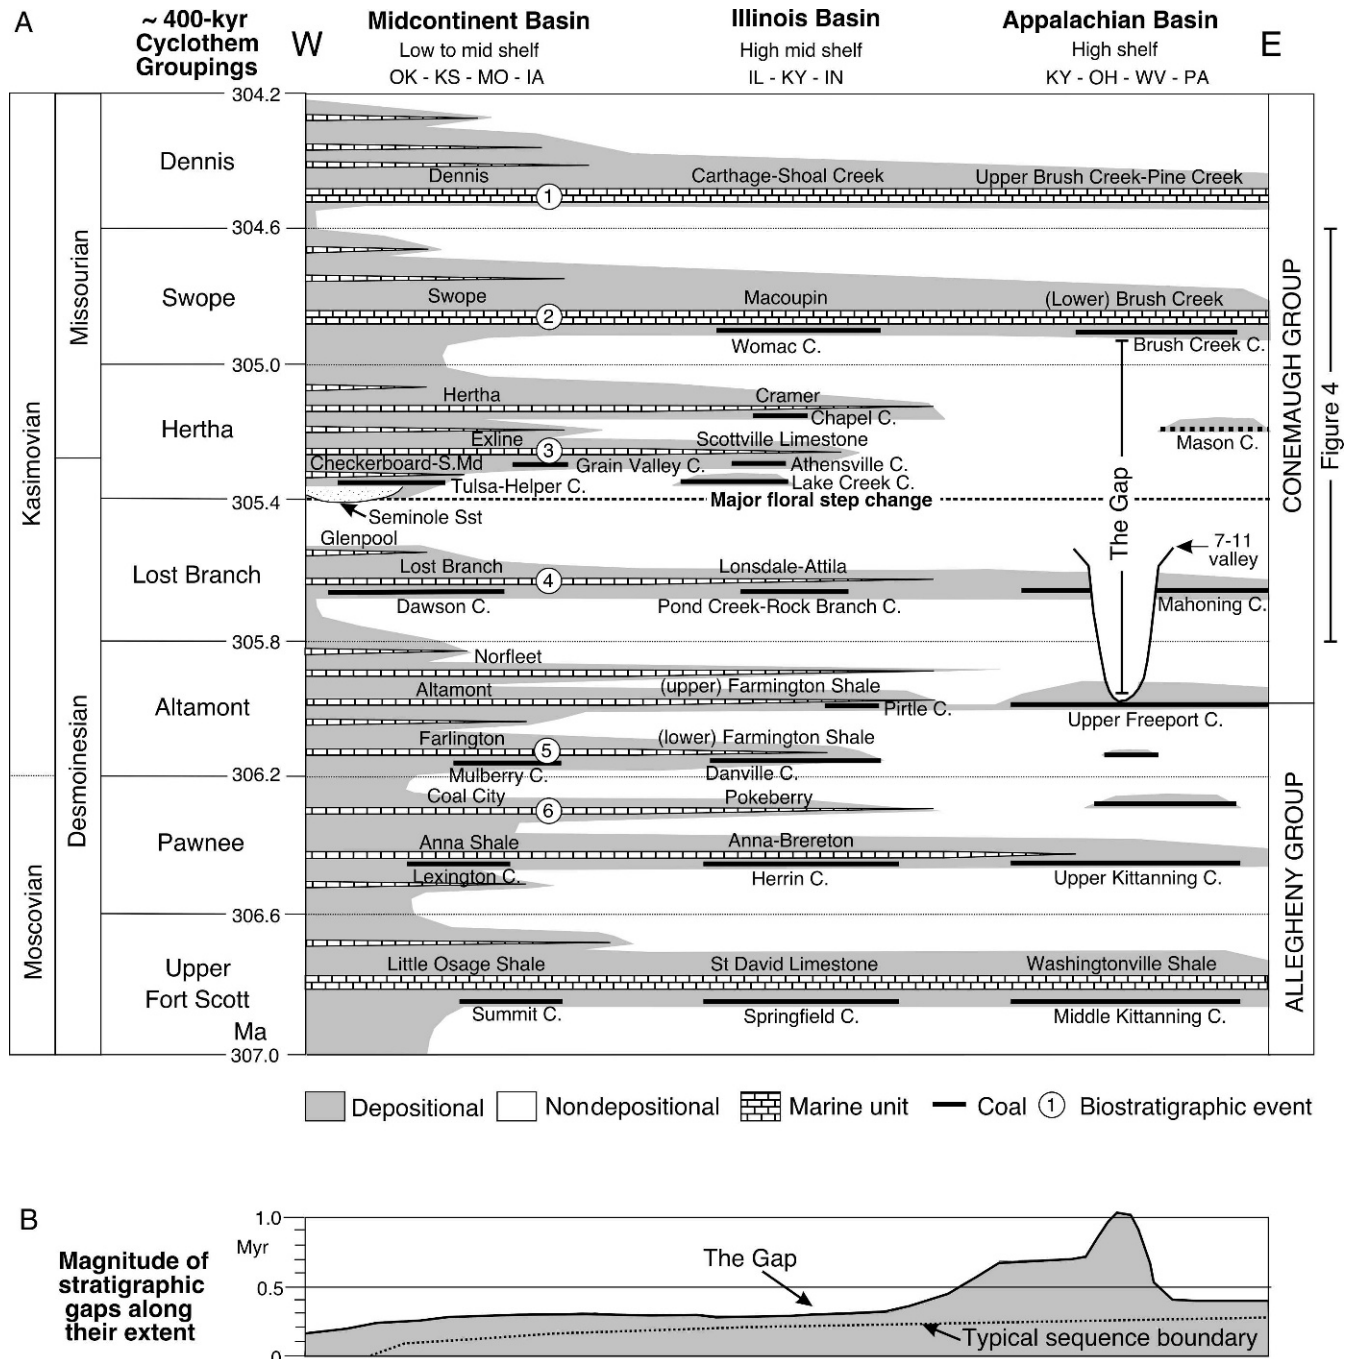 A
~ 400-kyr
Cyclothem
Groupings
W
Midcontinent Basin
Low to mid shelf
OK - KS - MO - IA
Illinois Basin
High mid shelf
IL - KY - IN
Appalachian Basin
High shelf
KY - OH - WV - PA
E
304.2
Dennis
Dennis
Carthage-Shoal Creek
Upper Brush Creek-Pine Creek
1
304.6
Missourian
Swope
Swope
Macoupin
(Lower) Brush Creek
2
Womac C.
Brush Creek C.
305.0
Kasimovian
Hertha
Hertha
Cramer
Chapel C.
Exline
Scottville Limestone
Mason C.
3
Checkerboard-S.Md
Grain Valley C.
Athensville C.
Tulsa-Helper C.
Lake Creek C.
305.4
Major floral step change
Seminole Sst
The Gap
CONEMAUGH GROUP
Figure 4
Glenpool
7-11
valley
Lost Branch
Lost Branch
Lonsdale-Attila
4
Dawson C.
Pond Creek-Rock Branch C.
Mahoning C.
305.8
Norfleet
Desmoinesian
Altamont
Altamont
(upper) Farmington Shale
Pirtle C.
Upper Freeport C.
Farlington
(lower) Farmington Shale
5
Mulberry C.
Danville C.
306.2
Coal City
Pokeberry
6
Moscovian
Pawnee
Anna Shale
Anna-Brereton
Lexington C.
Herrin C.
Upper Kittanning C.
ALLEGHENY GROUP
306.6
Upper
Fort Scott
Little Osage Shale
St David Limestone
Washingtonville Shale
Summit C.
Springfield C.
Middle Kittanning C.
Ma
307.0
Depositional
Nondepositional
Marine unit
Coal
1
Biostratigraphic event
B
Magnitude of
stratigraphic
gaps along
their extent
1.0
Myr
0.5
0
The Gap
Typical sequence boundary